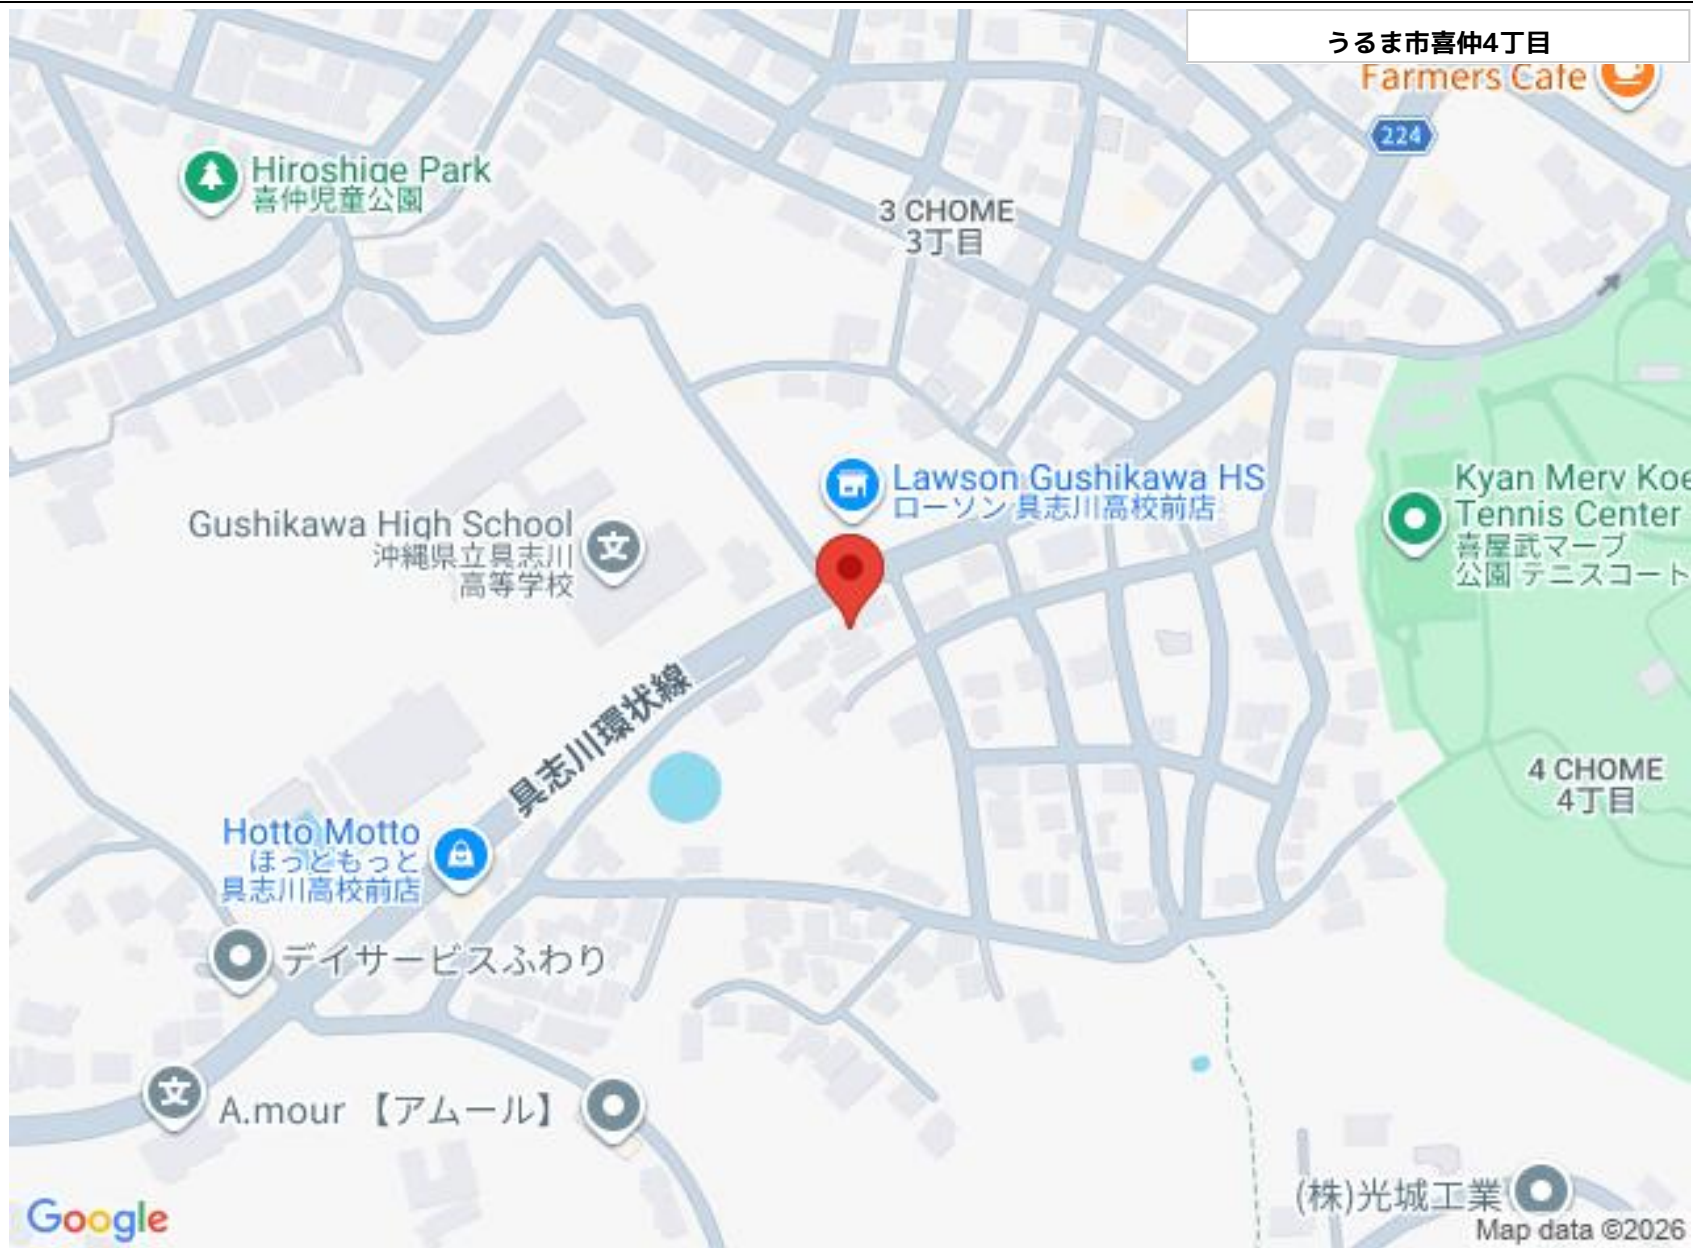 うるま市喜仲4丁目
Farmers Cafe
224
Hiroshige Park
喜仲児童公園
3 CHOME
3丁目
Lawson Gushikawa HS
ローソン 具志川高校前店
Kyan Merv Koe
Tennis Center
喜屋武マーブ
公園 テニスコート
Gushikawa High School
沖縄県立具志川
高等学校
文
具志川環状線
4 CHOME
4丁目
Hotto Motto
ほっともっと
具志川高校前店
デイサービスふわり
文
A.mour 【アムール】
(株)光城工業
Google
Map data ©2026